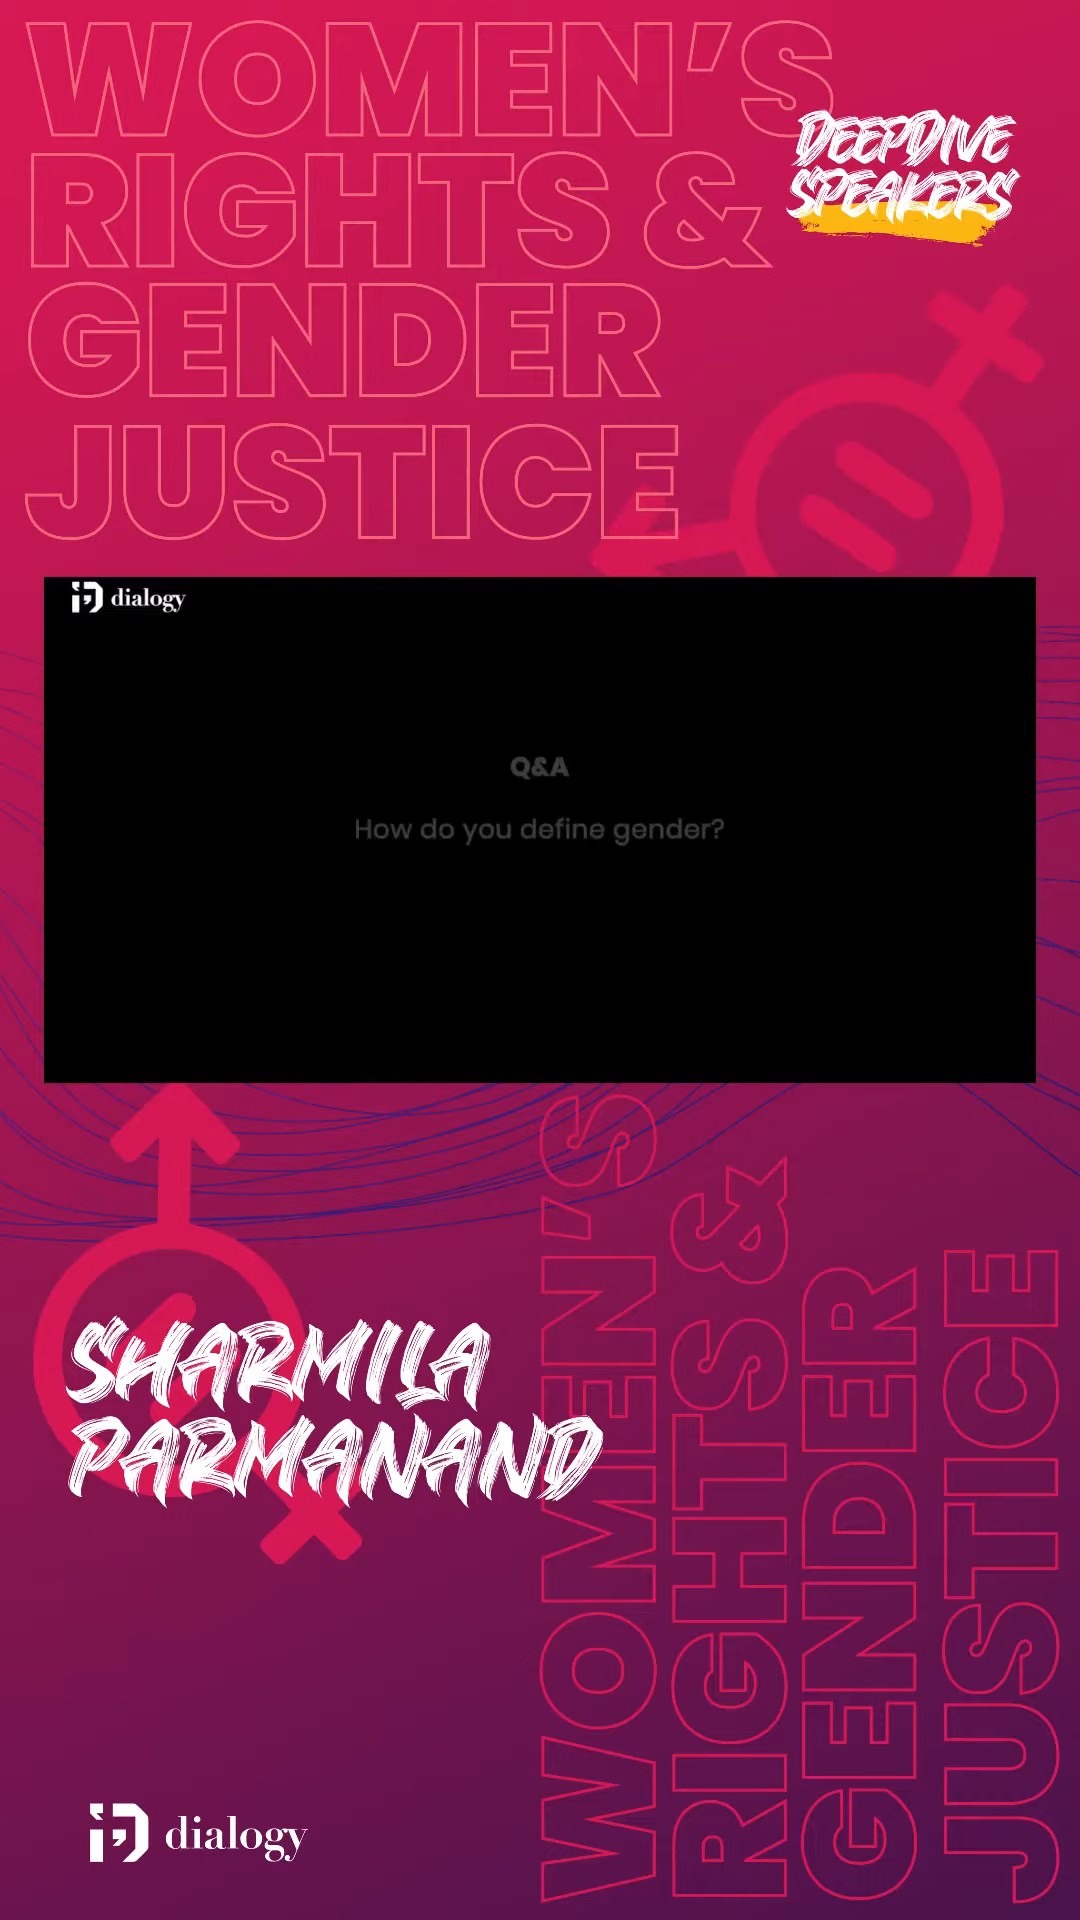 WOMEN'S
RIGHTS &
GENDER
JUSTICE
DEEPDIVE
SPEAKERS
dialogy
Q&A
How do you define gender?
SHARMILA
PARMANAND
WOMEN'S
RIGHTS &
GENDER
JUSTICE
dialogy